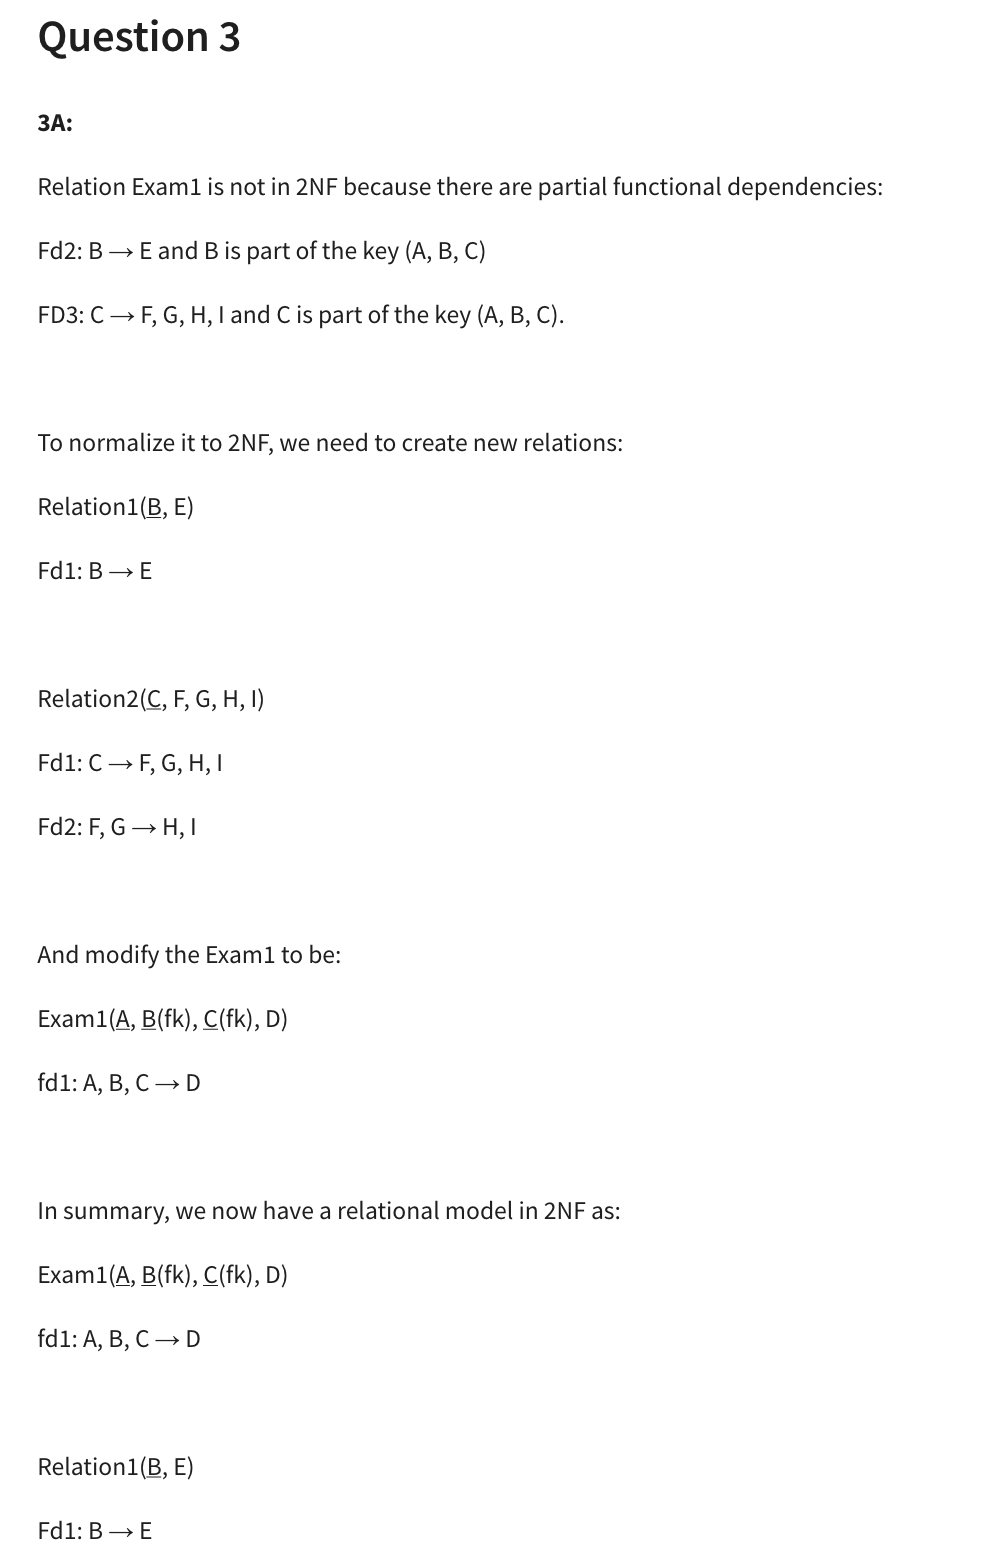 Question 3
3A:
Relation Exam1 is not in 2NF because there are partial functional dependencies:
Fd2: B → E and B is part of the key (A, B, C)
FD3: C → F, G, H, I and C is part of the key (A, B, C).
To normalize it to 2NF, we need to create new relations:
Relation1(B, E)
Fd1: B → E
Relation2(C, F, G, H, I)
Fd1: C → F, G, H, I
Fd2: F, G → H, I
And modify the Exam1 to be:
Exam1(A, B(fk), C(fk), D)
fd1: A, B, C → D
In summary, we now have a relational model in 2NF as:
Exam1(A, B(fk), C(fk), D)
fd1: A, B, C → D
Relation1(B, E)
Fd1: B → E